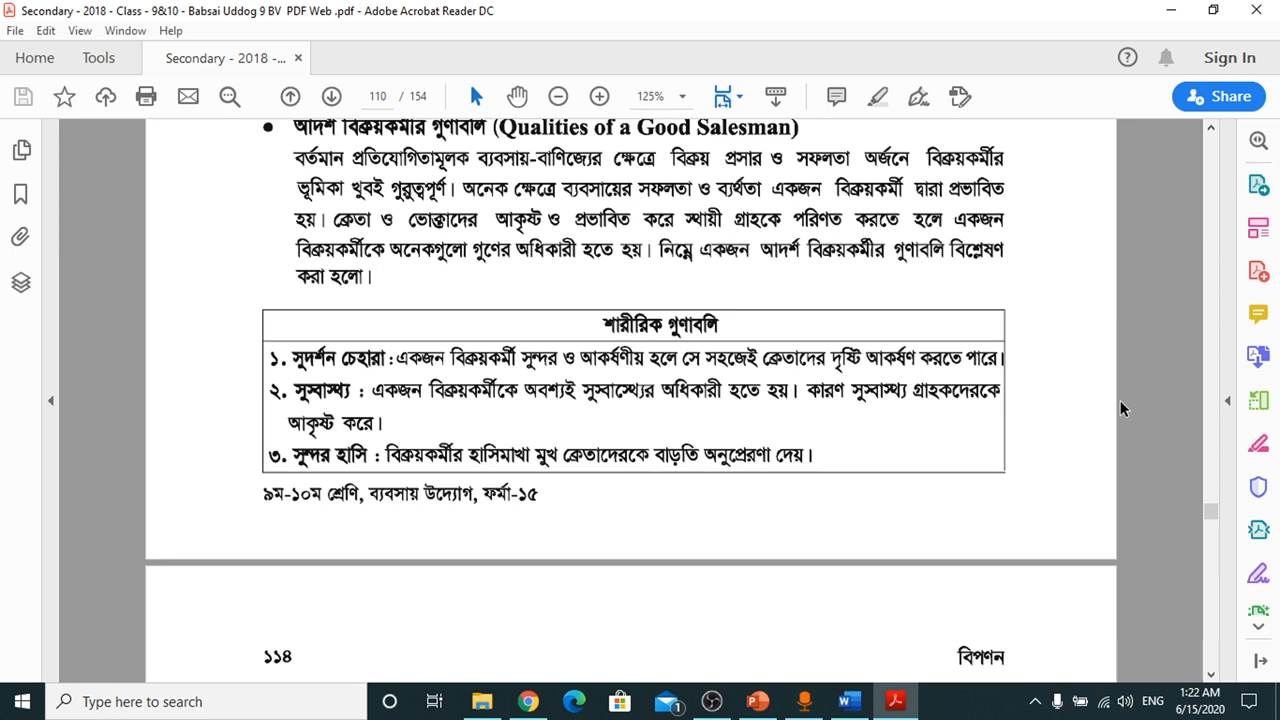 Secondary - 2018 - Class - 9&10 - Babsai Uddog 9 BV  PDF Web .pdf - Adobe Acrobat Reader DC
File Edit View Window Help
Home Tools Secondary - 2018 -... × Sign In
110 / 154 125% Share
● আদর্শ বিক্রয়কর্মীর গুণাবলি (Qualities of a Good Salesman)
বর্তমান প্রতিযোগিতামূলক ব্যবসায়-বাণিজ্যের ক্ষেত্রে বিক্রয় প্রসার ও সফলতা অর্জনে বিক্রয়কর্মীর
ভূমিকা খুবই গুরুত্বপূর্ণ। অনেক ক্ষেত্রে ব্যবসায়ের সফলতা ও ব্যর্থতা একজন বিক্রয়কর্মী দ্বারা প্রভাবিত
হয়। ক্রেতা ও ভোক্তাদের আকৃষ্ট ও প্রভাবিত করে স্থায়ী গ্রাহকে পরিণত করতে হলে একজন
বিক্রয়কর্মীকে অনেকগুলো গুণের অধিকারী হতে হয়। নিম্নে একজন আদর্শ বিক্রয়কর্মীর গুণাবলি বিশ্লেষণ
করা হলো।
শারীরিক গুণাবলি
১. সুদর্শন চেহারা : একজন বিক্রয়কর্মী সুন্দর ও আকর্ষণীয় হলে সে সহজেই ক্রেতাদের দৃষ্টি আকর্ষণ করতে পারে।
২. সুস্বাস্থ্য : একজন বিক্রয়কর্মীকে অবশ্যই সুস্বাস্থ্যের অধিকারী হতে হয়। কারণ সুস্বাস্থ্য গ্রাহকদেরকে
আকৃষ্ট করে।
৩. সুন্দর হাসি : বিক্রয়কর্মীর হাসিমাখা মুখ ক্রেতাদেরকে বাড়তি অনুপ্রেরণা দেয়।
৯ম-১০ম শ্রেণি, ব্যবসায় উদ্যোগ, ফর্মা-১৫
১১৪ বিপণন
Type here to search 1 ENG 1:22 AM
6/15/2020